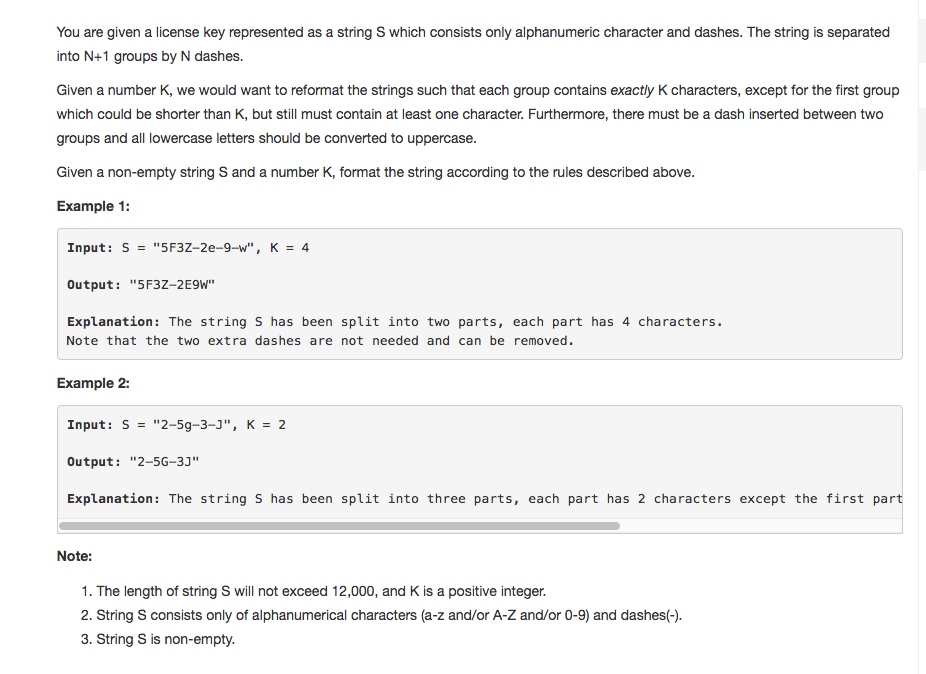 You are given a license key represented as a string S which consists only alphanumeric character and dashes. The string is separated
into N+1 groups by N dashes.
Given a number K, we would want to reformat the strings such that each group contains exactly K characters, except for the first group
which could be shorter than K, but still must contain at least one character. Furthermore, there must be a dash inserted between two
groups and all lowercase letters should be converted to uppercase.
Given a non-empty string S and a number K, format the string according to the rules described above.
Example 1:
Input: S = "5F3Z-2e-9-w", K = 4
Output: "5F3Z-2E9W"
Explanation: The string S has been split into two parts, each part has 4 characters.
Note that the two extra dashes are not needed and can be removed.
Example 2:
Input: S = "2-5g-3-J", K = 2
Output: "2-5G-3J"
Explanation: The string S has been split into three parts, each part has 2 characters except the first part
Note:
1. The length of string S will not exceed 12,000, and K is a positive integer.
2. String S consists only of alphanumerical characters (a-z and/or A-Z and/or 0-9) and dashes(-).
3. String S is non-empty.